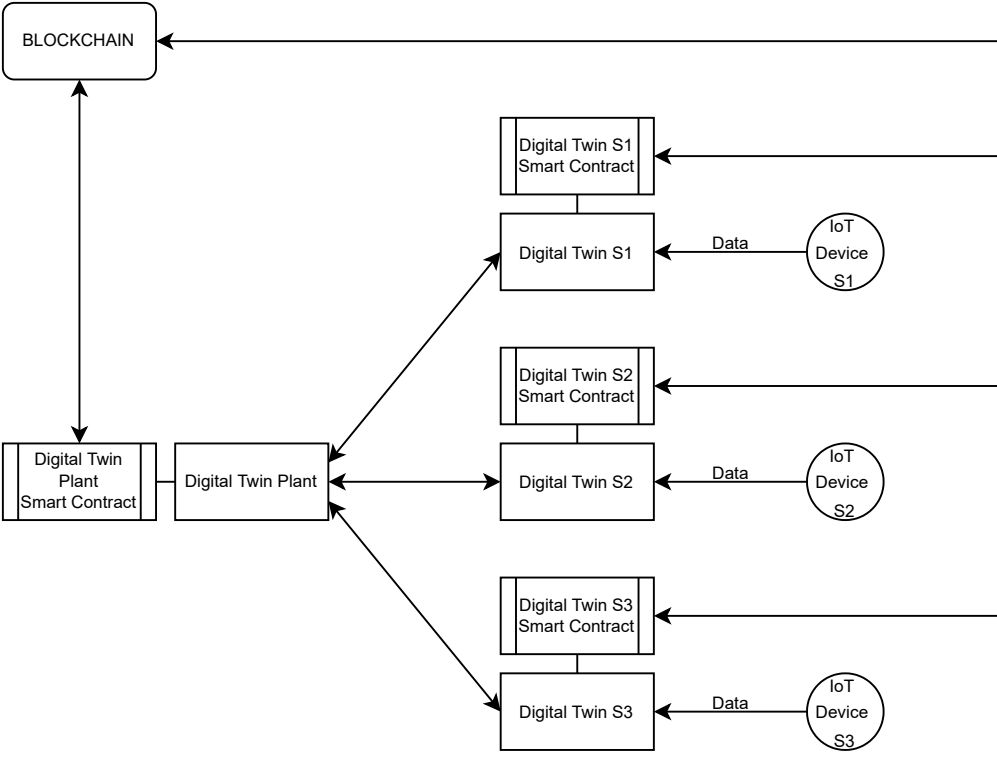 BLOCKCHAIN
Digital Twin S1
Smart Contract
Digital Twin S1
Data
IoT
Device
S1
Digital Twin S2
Smart Contract
Digital Twin
Plant
Smart Contract
Digital Twin Plant
Digital Twin S2
Data
IoT
Device
S2
Digital Twin S3
Smart Contract
Digital Twin S3
Data
IoT
Device
S3